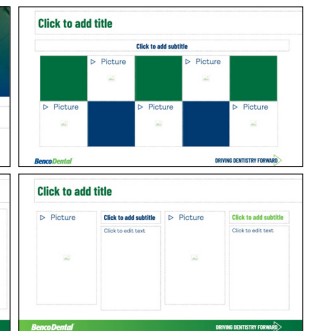 Click to add title
Click to add subtitle
▷ Picture
▷ Picture
▷ Picture
▷ Picture
▷ Picture
BencoDental
DRIVING DENTISTRY FORWARD
Click to add title
▷ Picture
Click to add subtitle
Click to edit text
▷ Picture
Click to add subtitle
Click to edit text
BencoDental
DRIVING DENTISTRY FORWARD